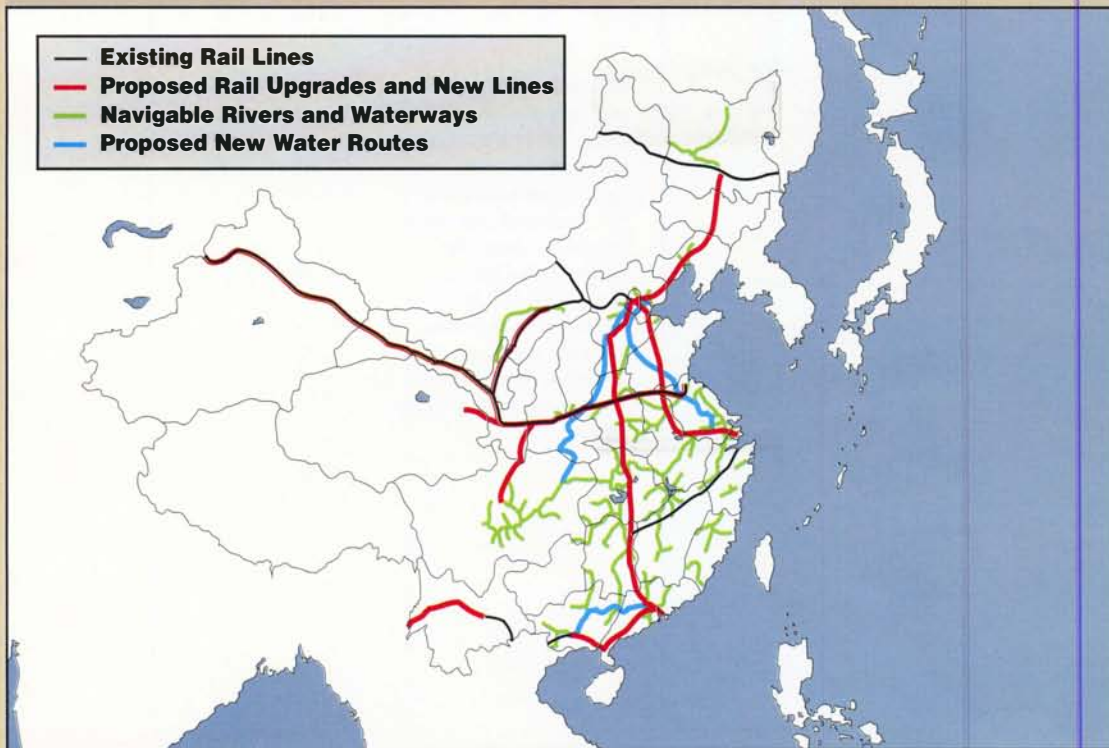 Existing Rail Lines
Proposed Rail Upgrades and New Lines
Navigable Rivers and Waterways
Proposed New Water Routes